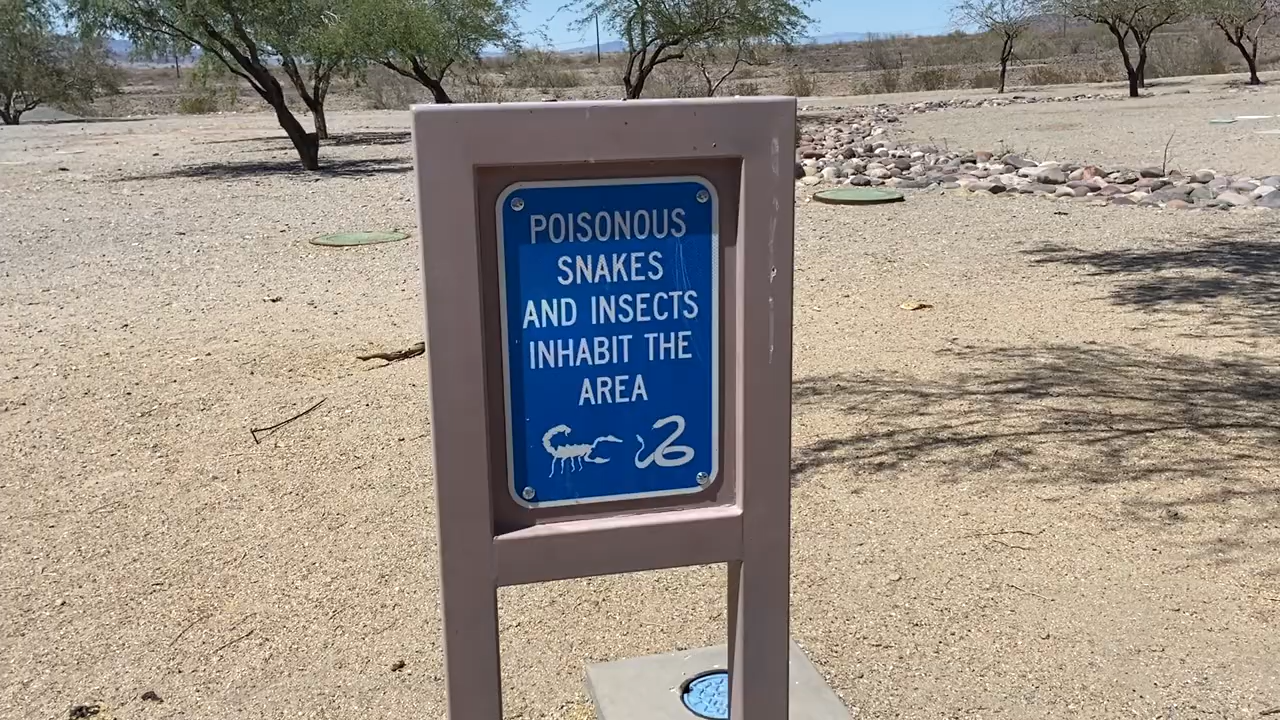 POISONOUS
SNAKES
AND INSECTS
INHABIT THE
AREA